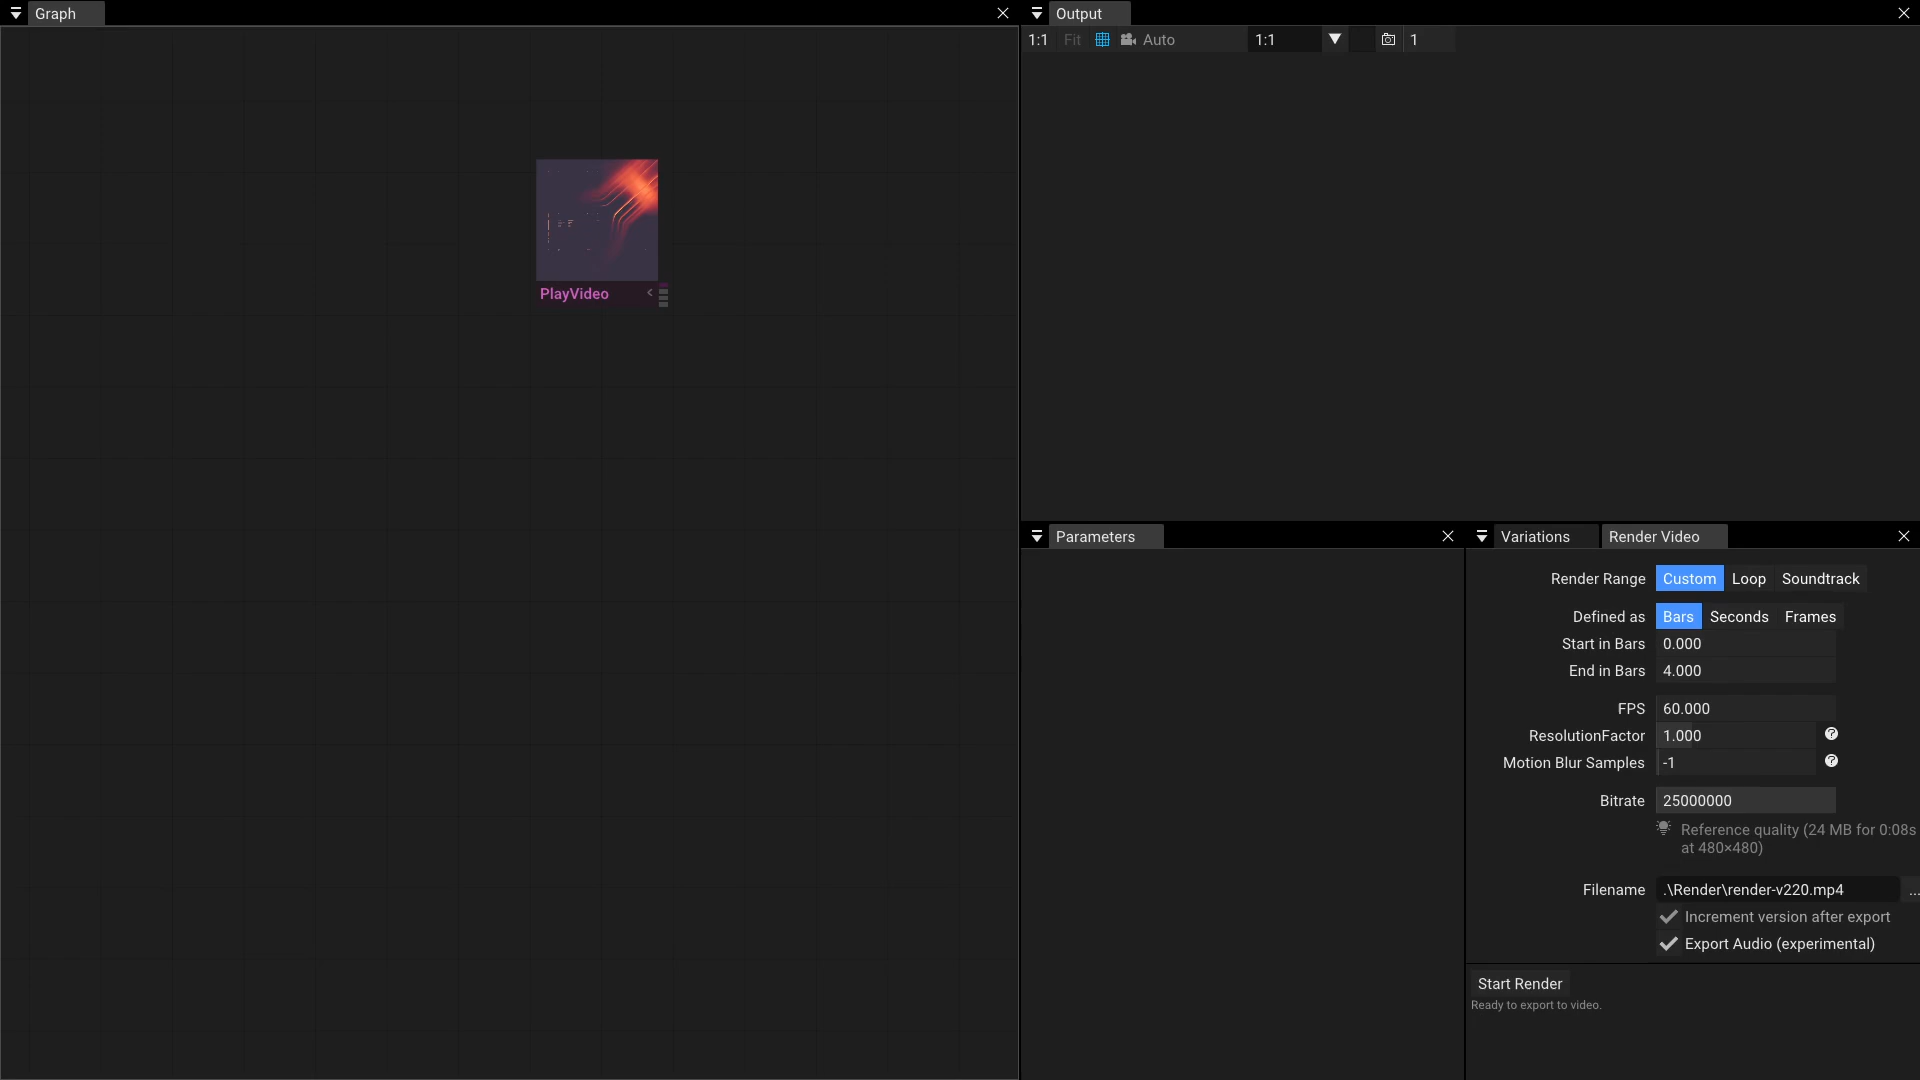 Graph
Output
1:1 Fit Auto 1:1 1
PlayVideo
Parameters
Variations Render Video
Render Range Custom Loop Soundtrack
Defined as Bars Seconds Frames
Start in Bars 0.000
End in Bars 4.000
FPS 60.000
ResolutionFactor 1.000
Motion Blur Samples -1
Bitrate 25000000
Reference quality (24 MB for 0:08s
at 480×480)
Filename .\Render\render-v220.mp4 ...
Increment version after export
Export Audio (experimental)
Start Render
Ready to export to video.